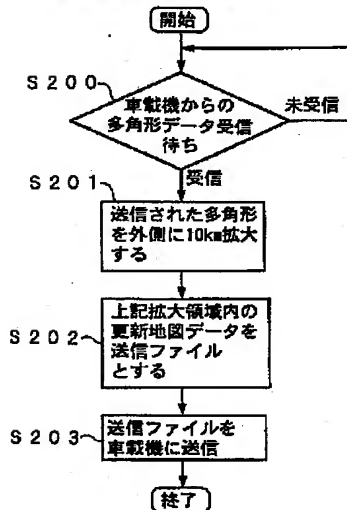 開始
S200
車載機からの
多角形データ受信
待ち
未受信
受信
S201
送信された多角形
を外側に10km拡大
する
S202
上記拡大領域内の
更新地図データを
送信ファイル
とする
S203
送信ファイルを
車載機に送信
終了